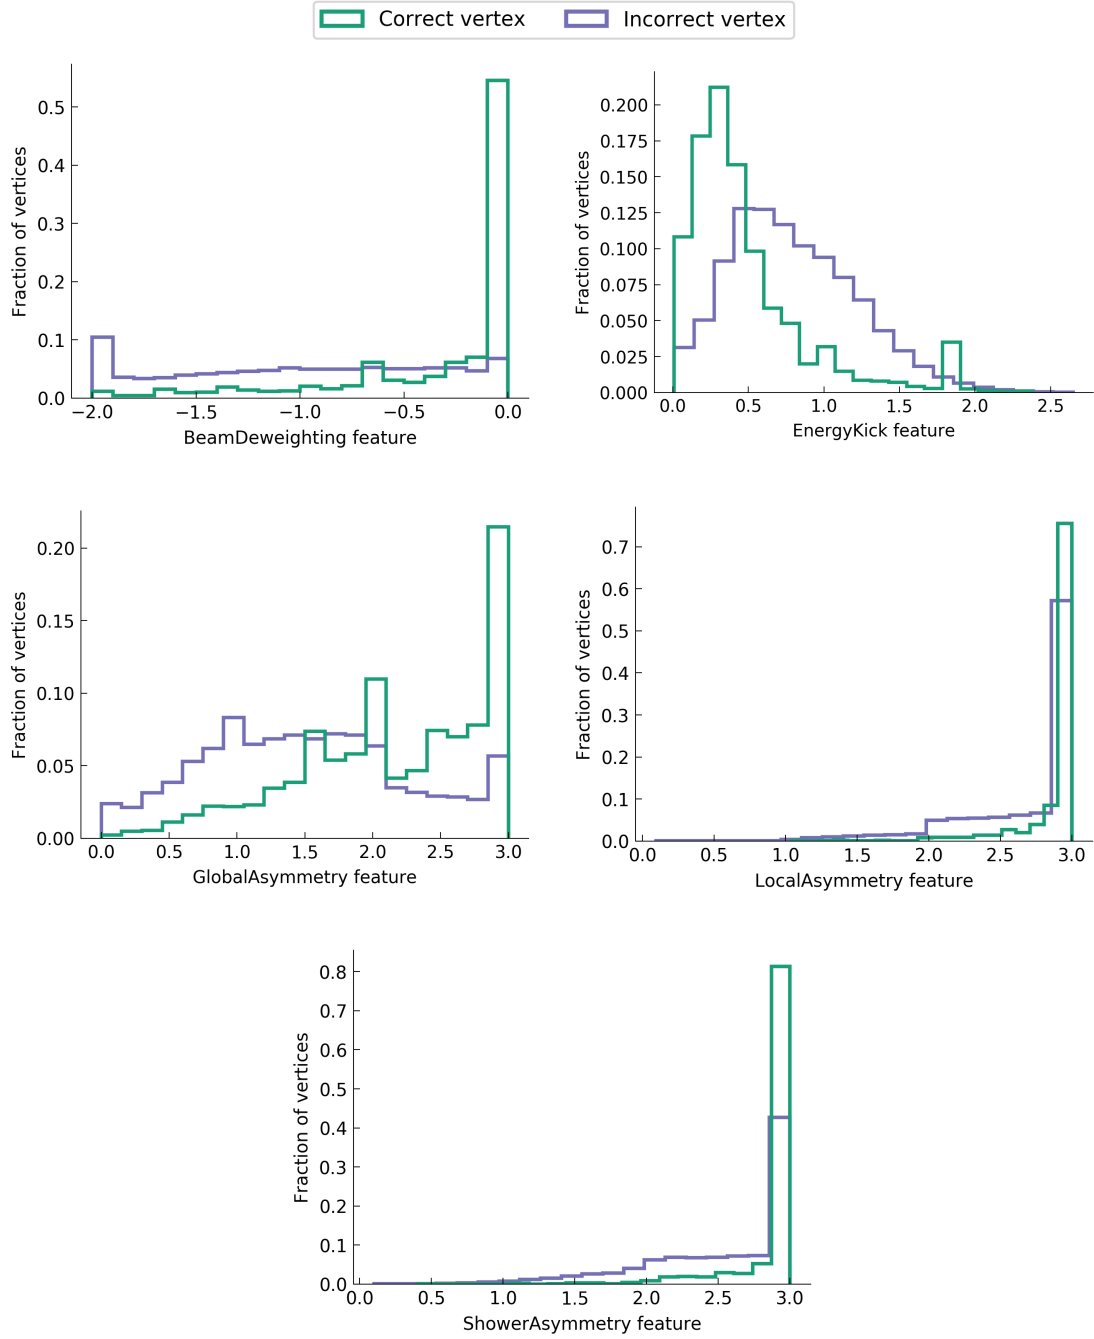 Correct vertex Incorrect vertex
Fraction of vertices
0.5
0.4
0.3
0.2
0.1
0.0
−2.0 −1.5 −1.0 −0.5 0.0
BeamDeweighting feature
Fraction of vertices
0.200
0.175
0.150
0.125
0.100
0.075
0.050
0.025
0.000
0.0 0.5 1.0 1.5 2.0 2.5
EnergyKick feature
Fraction of vertices
0.20
0.15
0.10
0.05
0.00
0.0 0.5 1.0 1.5 2.0 2.5 3.0
GlobalAsymmetry feature
Fraction of vertices
0.7
0.6
0.5
0.4
0.3
0.2
0.1
0.0
0.0 0.5 1.0 1.5 2.0 2.5 3.0
LocalAsymmetry feature
Fraction of vertices
0.8
0.7
0.6
0.5
0.4
0.3
0.2
0.1
0.0
0.0 0.5 1.0 1.5 2.0 2.5 3.0
ShowerAsymmetry feature